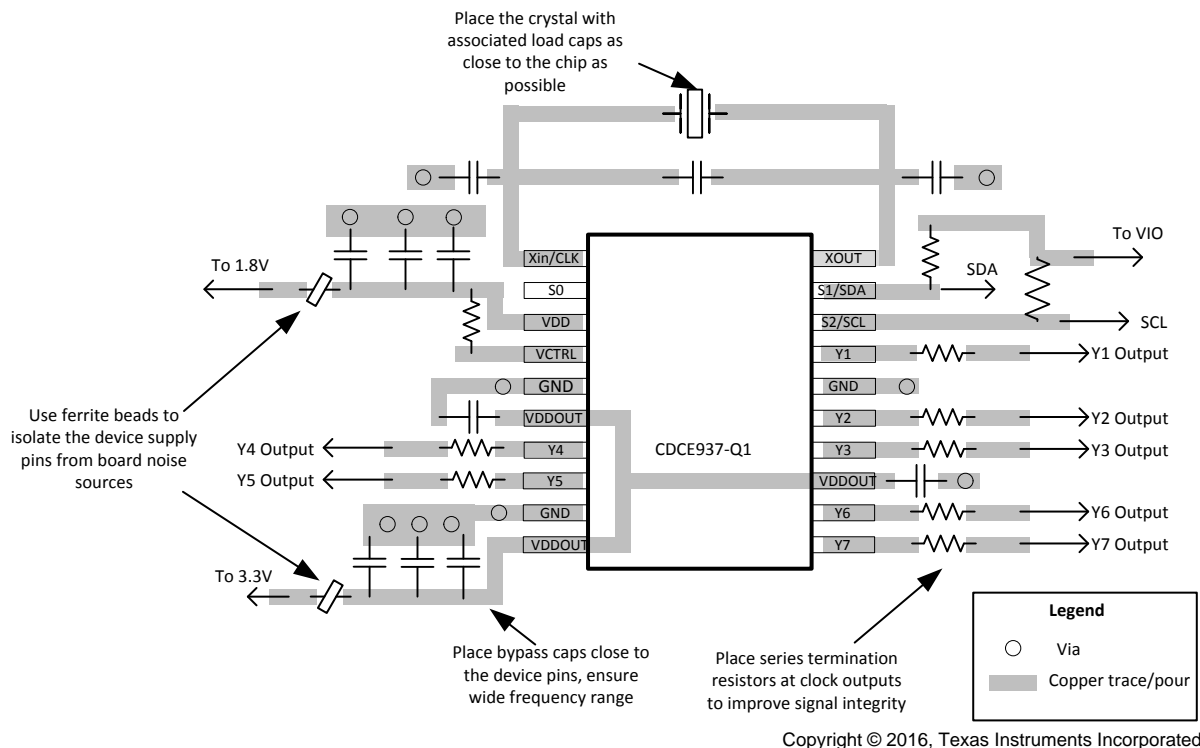 Place the crystal with
associated load caps as
close to the chip as
possible
To 1.8V
Xin/CLK
S0
VDD
VCTRL
GND
VDDOUT
Y4
Y5
GND
VDDOUT
CDCE937-Q1
XOUT
S1/SDA
S2/SCL
Y1
GND
Y2
Y3
VDDOUT
Y6
Y7
To VIO
SDA
SCL
Y1 Output
Y2 Output
Y3 Output
Y6 Output
Y7 Output
Use ferrite beads to
isolate the device supply
pins from board noise
sources
Y4 Output
Y5 Output
To 3.3V
Place bypass caps close to
the device pins, ensure
wide frequency range
Place series termination
resistors at clock outputs
to improve signal integrity
Legend
Via
Copper trace/pour
Copyright © 2016, Texas Instruments Incorporated